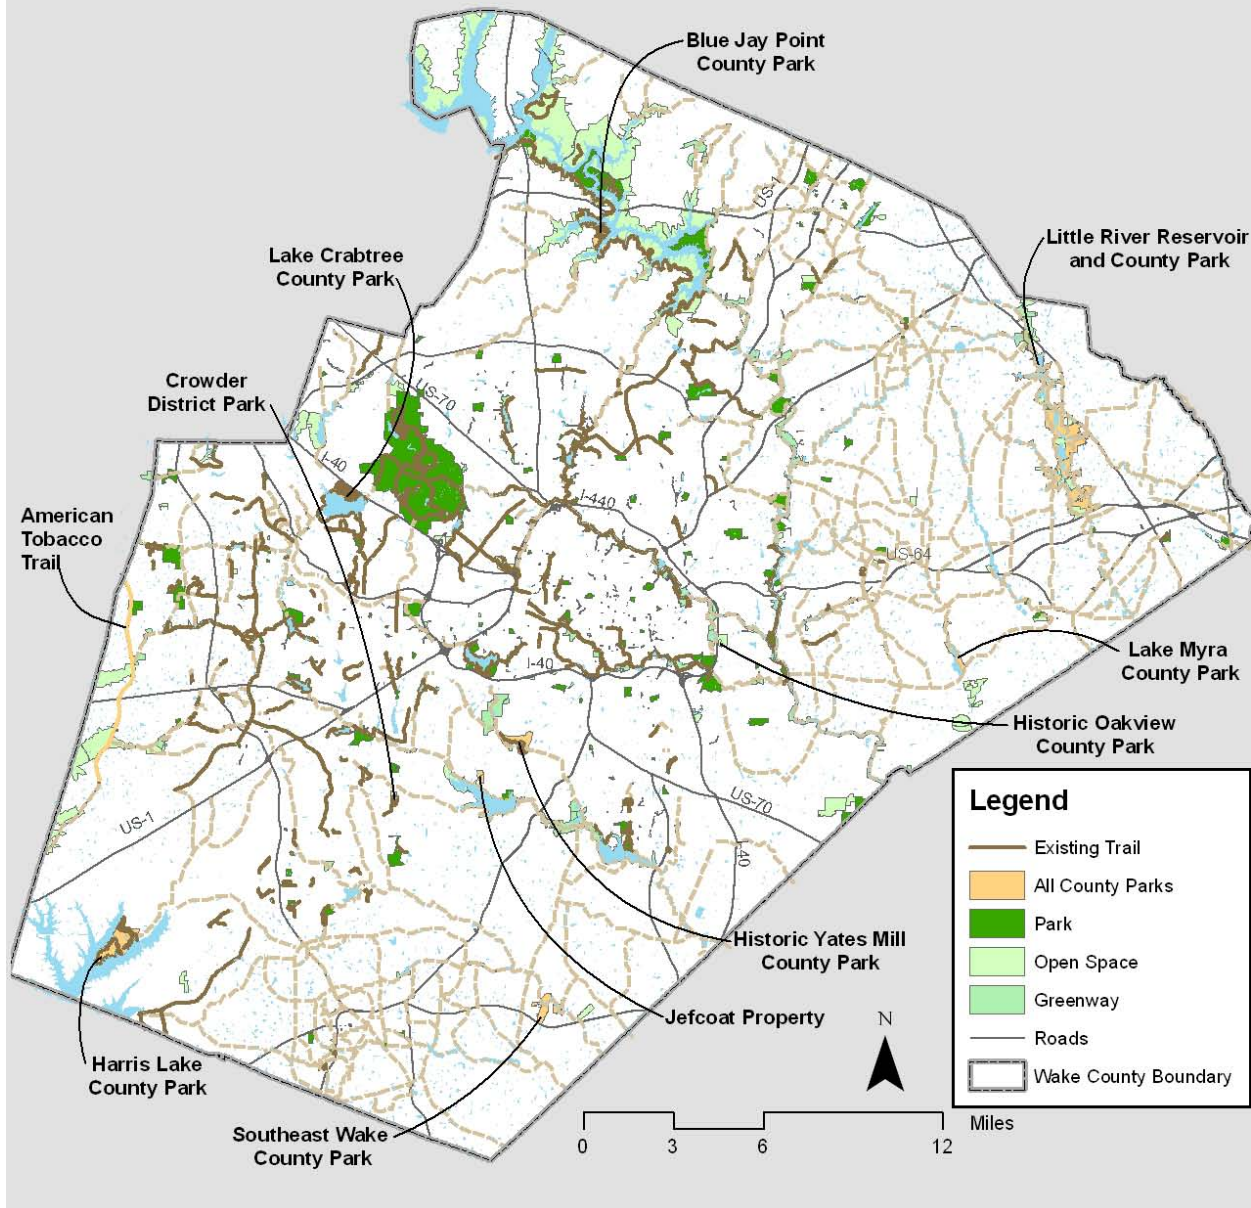 Blue Jay Point
County Park
US-1
Little River Reservoir
and County Park
Lake Crabtree
County Park
Crowder
District Park
US-70
I-40
I-440
American
Tobacco
Trail
US-64
I-40
Lake Myra
County Park
Historic Oakview
County Park
US-1
US-70
I-40
Historic Yates Mill
County Park
Jefcoat Property
Harris Lake
County Park
Southeast Wake
County Park
Legend
Existing Trail
All County Parks
Park
Open Space
Greenway
Roads
Wake County Boundary
N
Miles
0 3 6 12